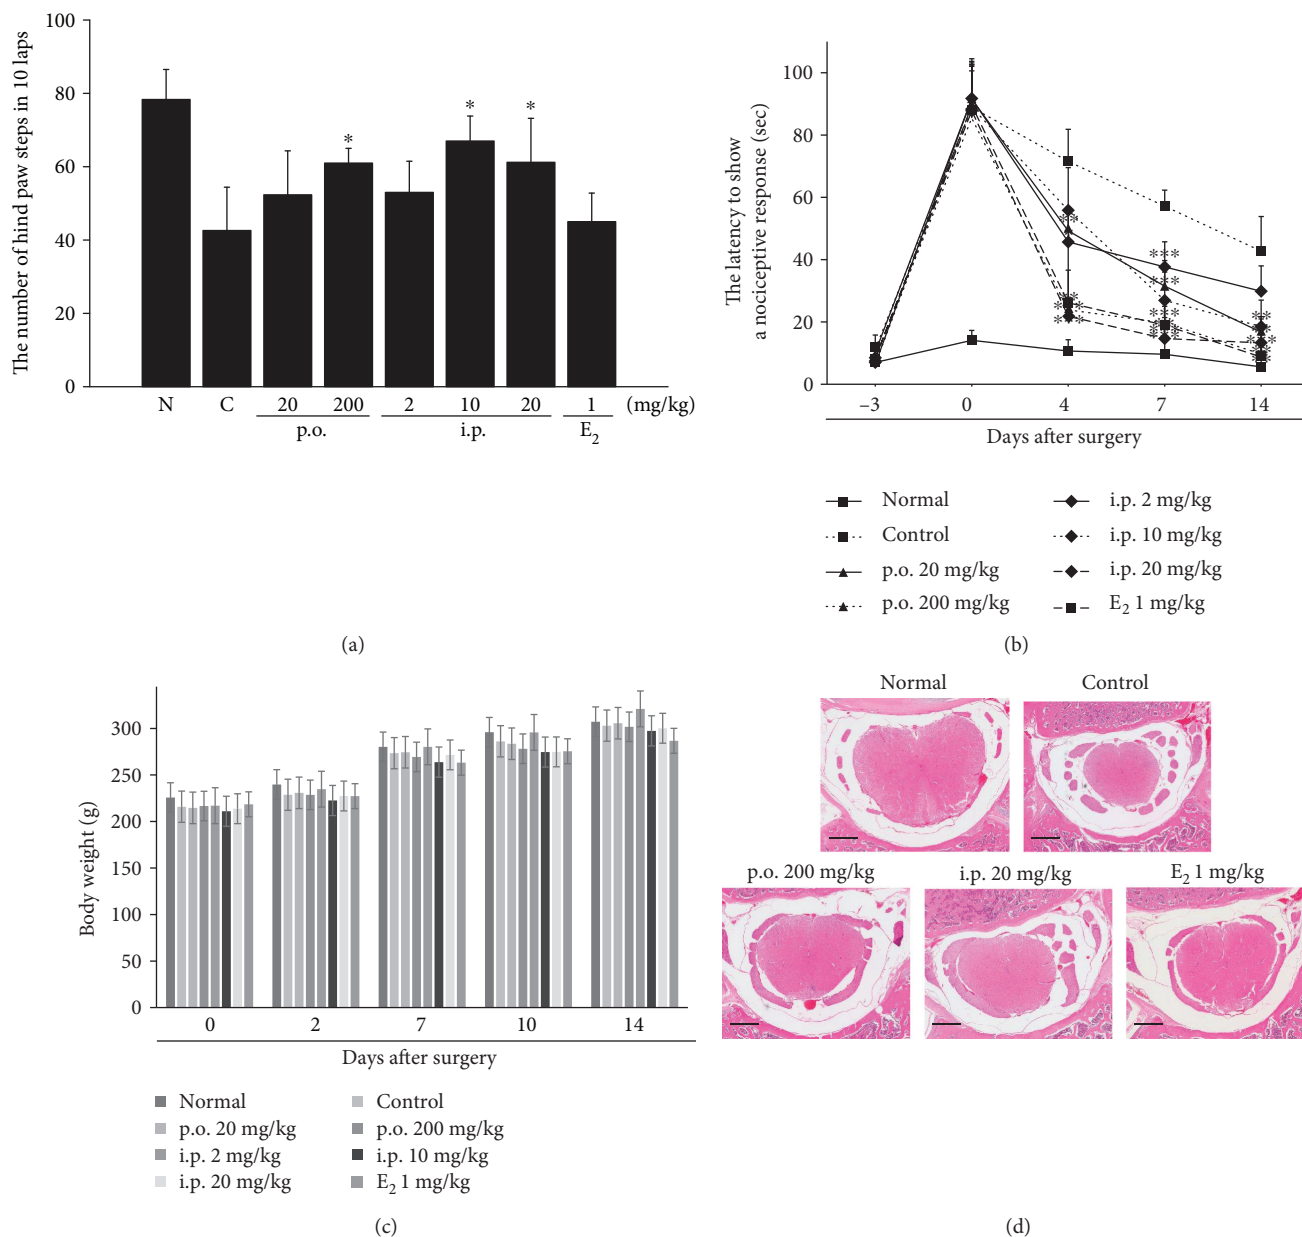 The number of hind paw steps in 10 laps
100
80
60
40
20
0
* * *
N C 20 200 2 10 20 1 (mg/kg)
p.o. i.p. E2
(a)
The latency to show
a nociceptive response (sec)
100
80
60
40
20
0
−3 0 4 7 14
Days after surgery
Normal
Control
p.o. 20 mg/kg
p.o. 200 mg/kg
i.p. 2 mg/kg
i.p. 10 mg/kg
i.p. 20 mg/kg
E2 1 mg/kg
(b)
Body weight (g)
300
250
200
150
100
50
0
0 2 7 10 14
Days after surgery
Normal
p.o. 20 mg/kg
i.p. 2 mg/kg
i.p. 20 mg/kg
Control
p.o. 200 mg/kg
i.p. 10 mg/kg
E2 1 mg/kg
(c)
Normal Control
p.o. 200 mg/kg i.p. 20 mg/kg E2 1 mg/kg
(d)